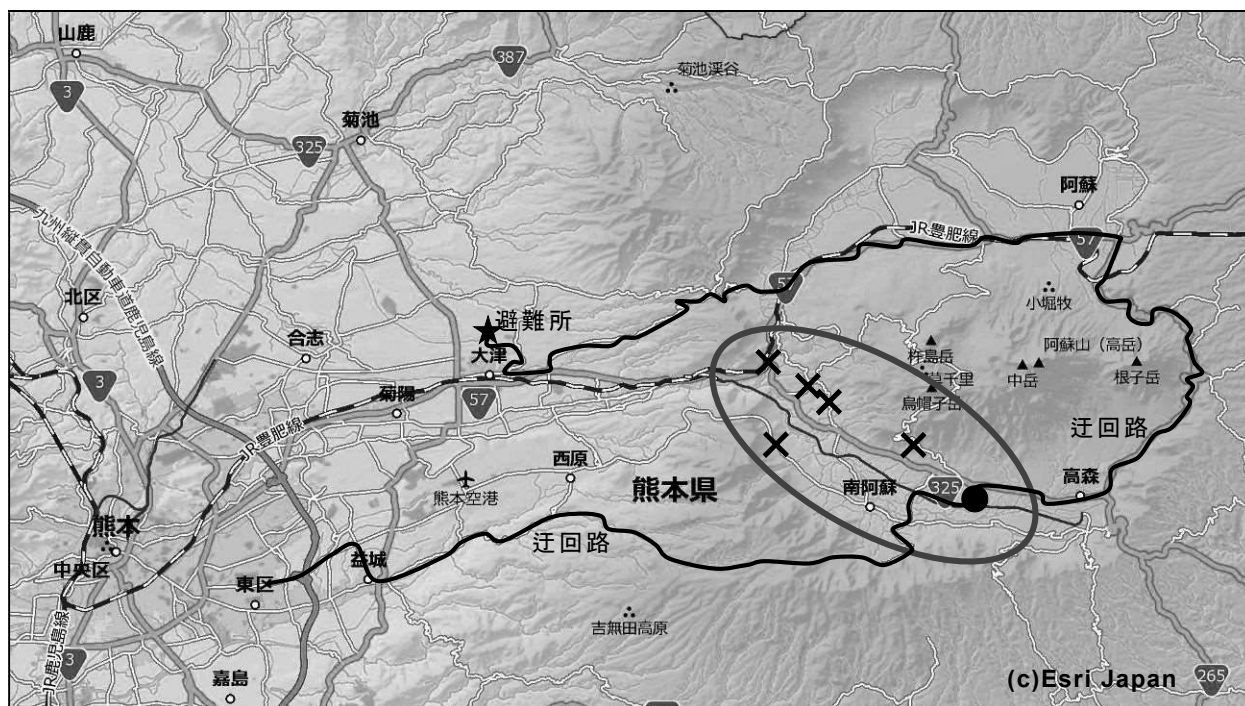 山鹿
387
菊池渓谷
3
菊池
325
阿蘇
九州縦貫自動車道鹿児島線
JR豊肥線
57
57
北区
避難所
小堀牧
合志
大津
杵島岳
阿蘇山(高岳)
草千里
中岳
根子岳
3
菊陽
57
烏帽子岳
迂回路
JR豊肥線
西原
熊本県
325
南阿蘇
高森
熊本空港
熊本
迂回路
中央区
東区
益城
吉無田高原
JR鹿児島線
3
嘉島
(c)Esri Japan
265